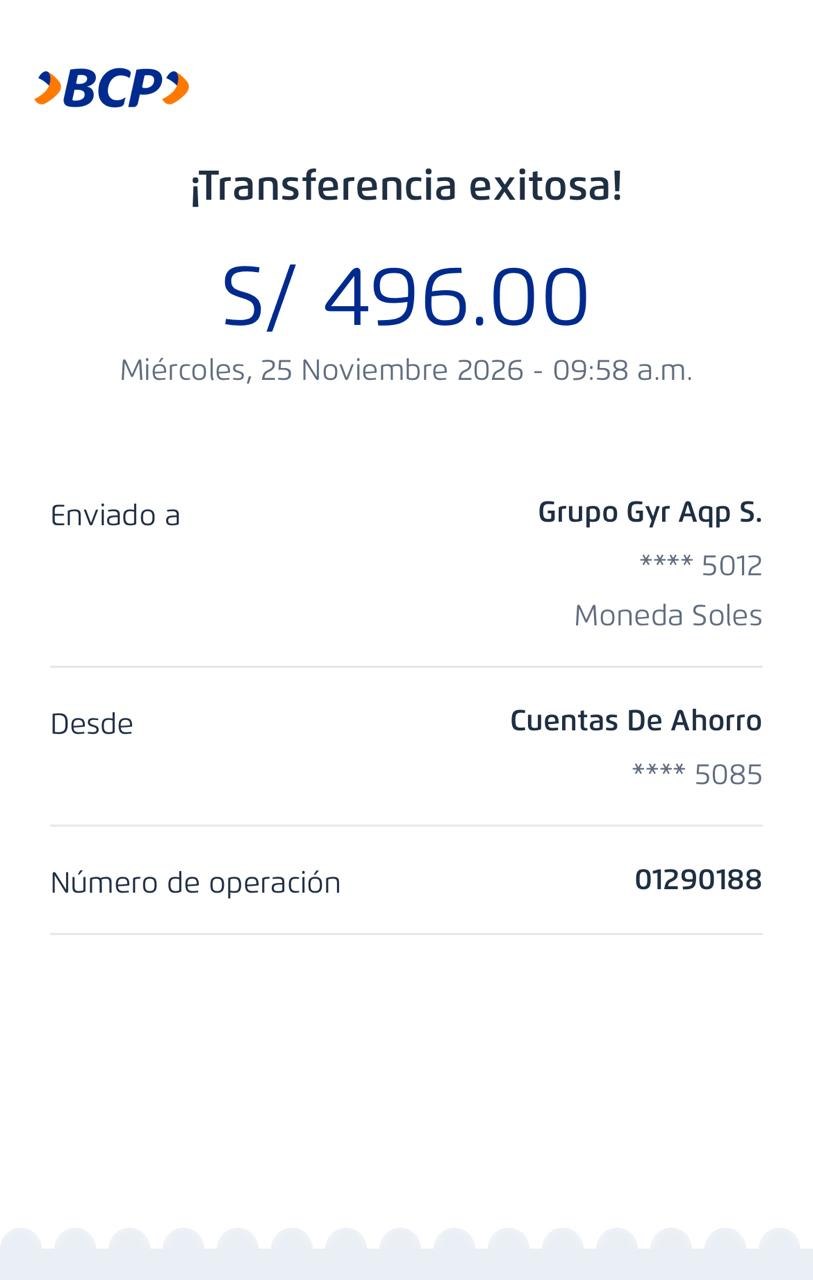 BCP
¡Transferencia exitosa!
S/ 496.00
Miércoles, 25 Noviembre 2026 - 09:58 a.m.
Enviado a
Grupo Gyr Aqp S.
**** 5012
Moneda Soles
Desde
Cuentas De Ahorro
**** 5085
Número de operación
01290188